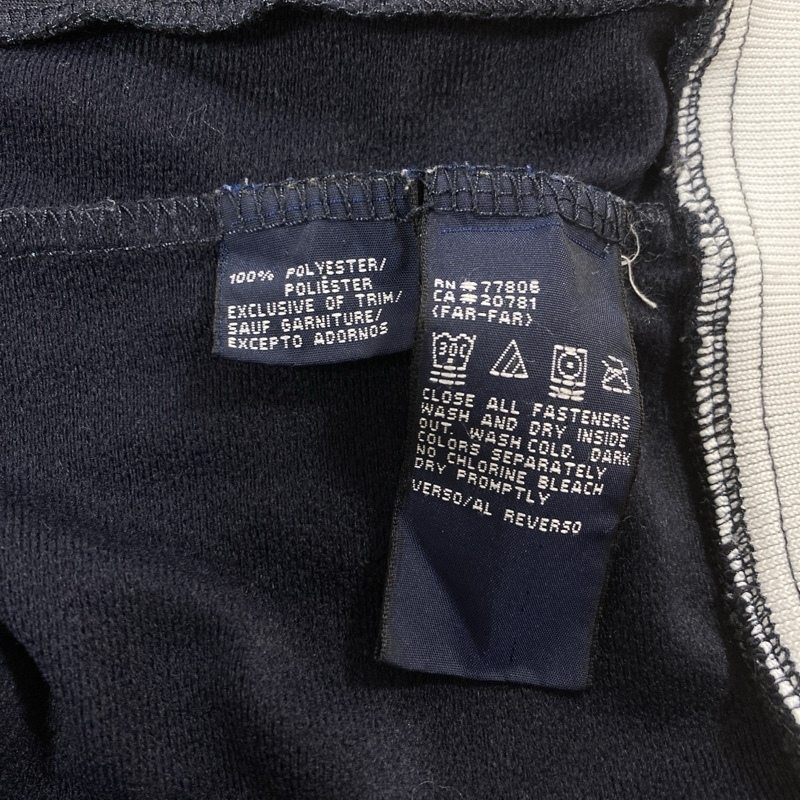 100% POLYESTER/
POLIÉSTER
EXCLUSIVE OF TRIM/
SAUF GARNITURE/
EXCEPTO ADORNOS
RN#77806
CA#20781
(FAR-FAR)
30C
CLOSE ALL FASTENERS
WASH AND DRY INSIDE
OUT. WASH COLD. DARK
COLORS SEPARATELY
NO CHLORINE BLEACH
DRY PROMPTLY
VERSO/AL REVERSO